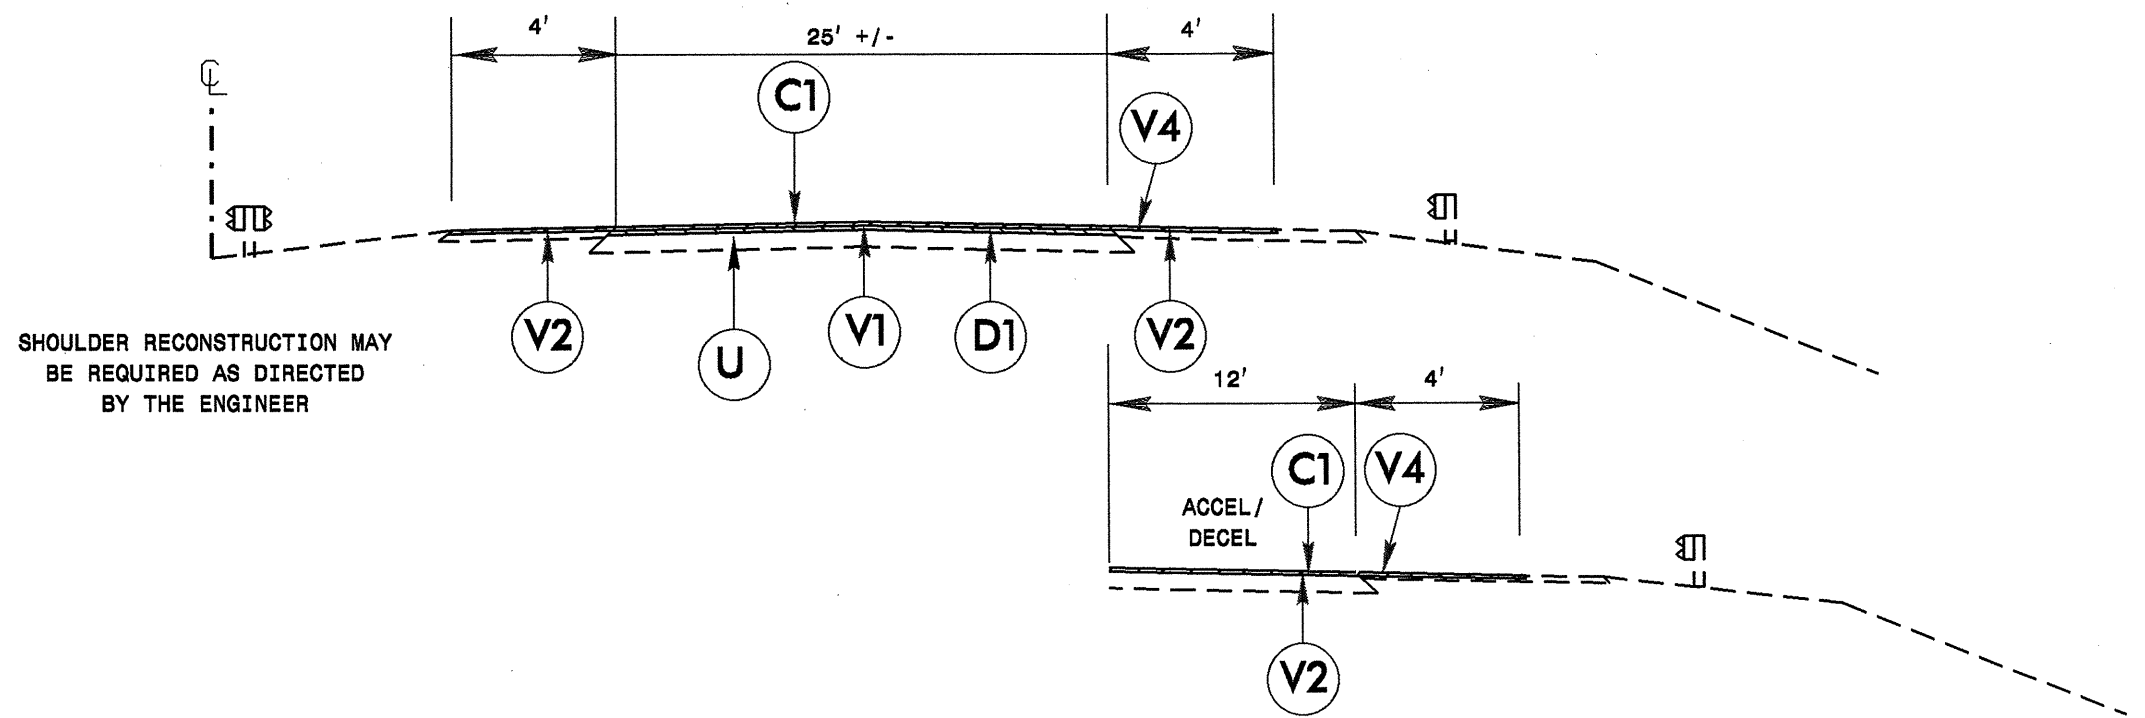 4'
25' +/-
4'
CL
C1
V4
V2
U
V1
D1
V2
SHOULDER RECONSTRUCTION MAY
BE REQUIRED AS DIRECTED
BY THE ENGINEER
12'
4'
C1
V4
ACCEL/
DECEL
V2